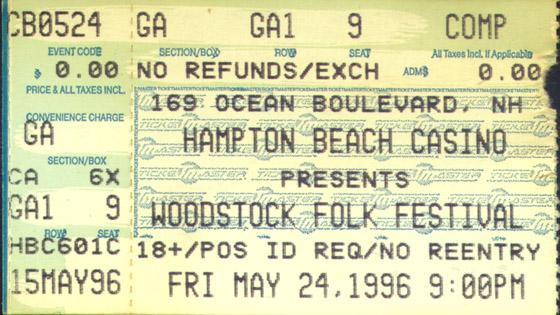 CB0524 GA GA1 9 COMP
EVENT CODE SECTION/BOX ROW SEAT All Taxes Incl. If Applicable
$ 0.00 NO REFUNDS/EXCH ADM$ 0.00
PRICE & ALL TAXES INCL.
169 OCEAN BOULEVARD, NH
CONVENIENCE CHARGE
GA HAMPTON BEACH CASINO
SECTION/BOX
CA 6X PRESENTS
GA1 9 WOODSTOCK FOLK FESTIVAL
ROW SEAT
HBC601C 18+/POS ID REQ/NO REENTRY
15MAY96 FRI MAY 24,1996 9:00PM